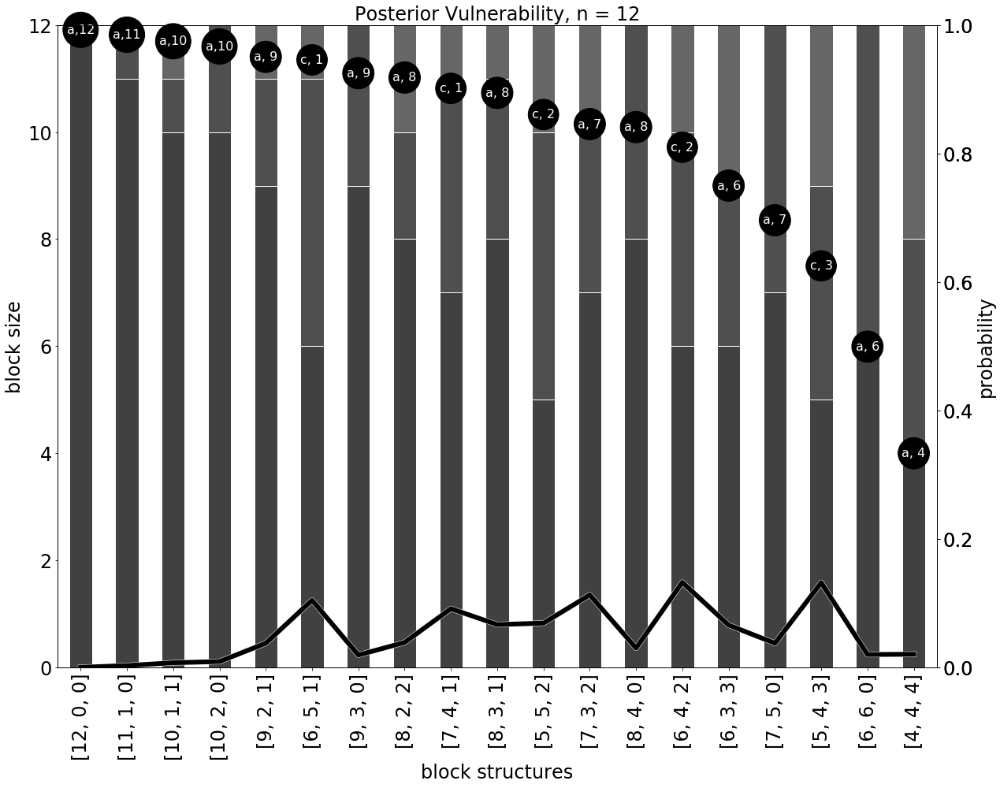 Posterior Vulnerability, n = 12
12
10
8
6
4
2
0
block size
1.0
0.8
0.6
0.4
0.2
0.0
probability
a,12
a,11
a,10
a,10
a, 9
c, 1
a, 9
a, 8
c, 1
a, 8
c, 2
a, 7
a, 8
c, 2
a, 6
a, 7
c, 3
a, 6
a, 4
[12, 0, 0]
[11, 1, 0]
[10, 1, 1]
[10, 2, 0]
[9, 2, 1]
[6, 5, 1]
[9, 3, 0]
[8, 2, 2]
[7, 4, 1]
[8, 3, 1]
[5, 5, 2]
[7, 3, 2]
[8, 4, 0]
[6, 4, 2]
[6, 3, 3]
[7, 5, 0]
[5, 4, 3]
[6, 6, 0]
[4, 4, 4]
block structures